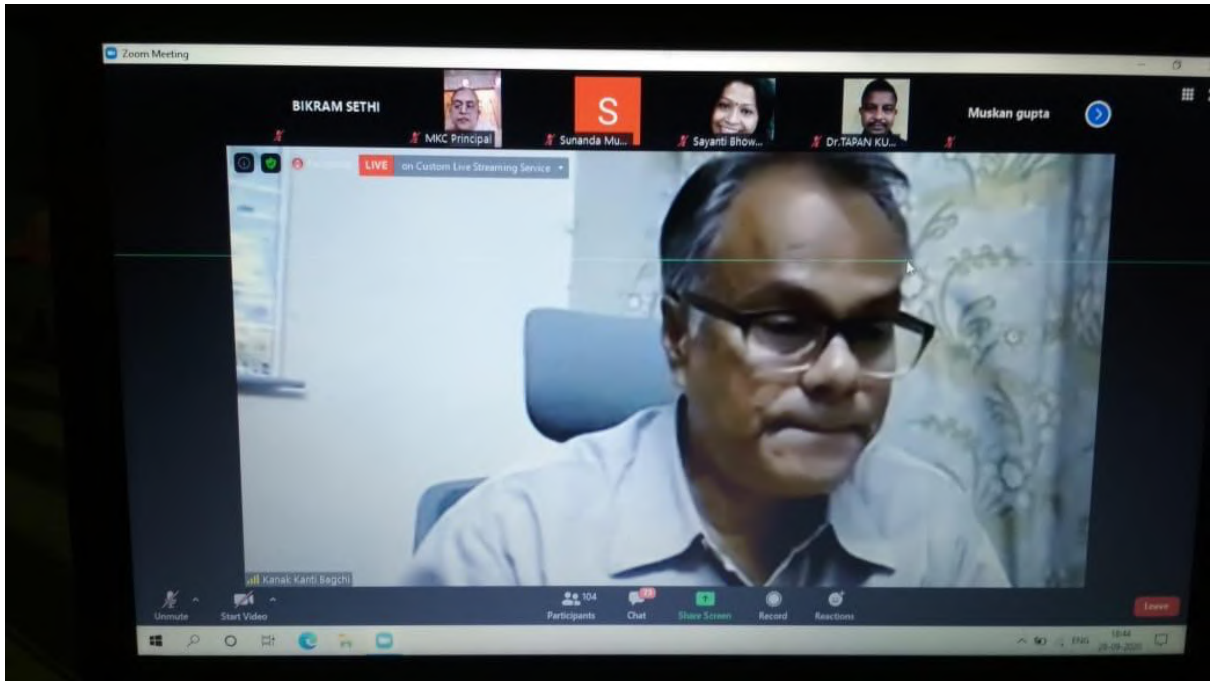 Zoom Meeting
BIKRAM SETHI
MKC Principal
S
Sunanda Mu...
Sayanti Bhow...
Dr.TAPAN KU...
Muskan gupta
LIVE
on Custom Live Streaming Service
Kanak Kanti Bagchi
Unmute
Start Video
104
Participants
73
Chat
Share Screen
Record
Reactions
Leave
ENG
18:44
28-09-2020